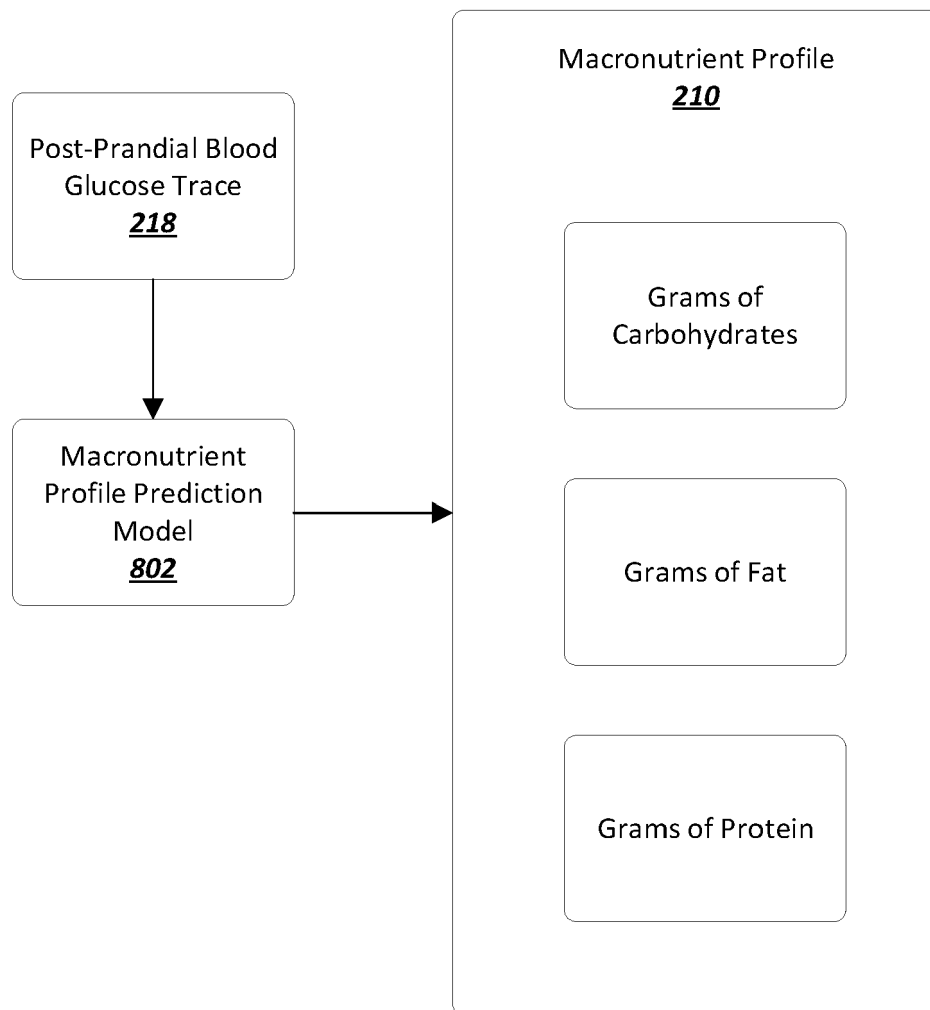 Post-Prandial Blood
Glucose Trace
218
Macronutrient
Profile Prediction
Model
802
Macronutrient Profile
210
Grams of
Carbohydrates
Grams of Fat
Grams of Protein